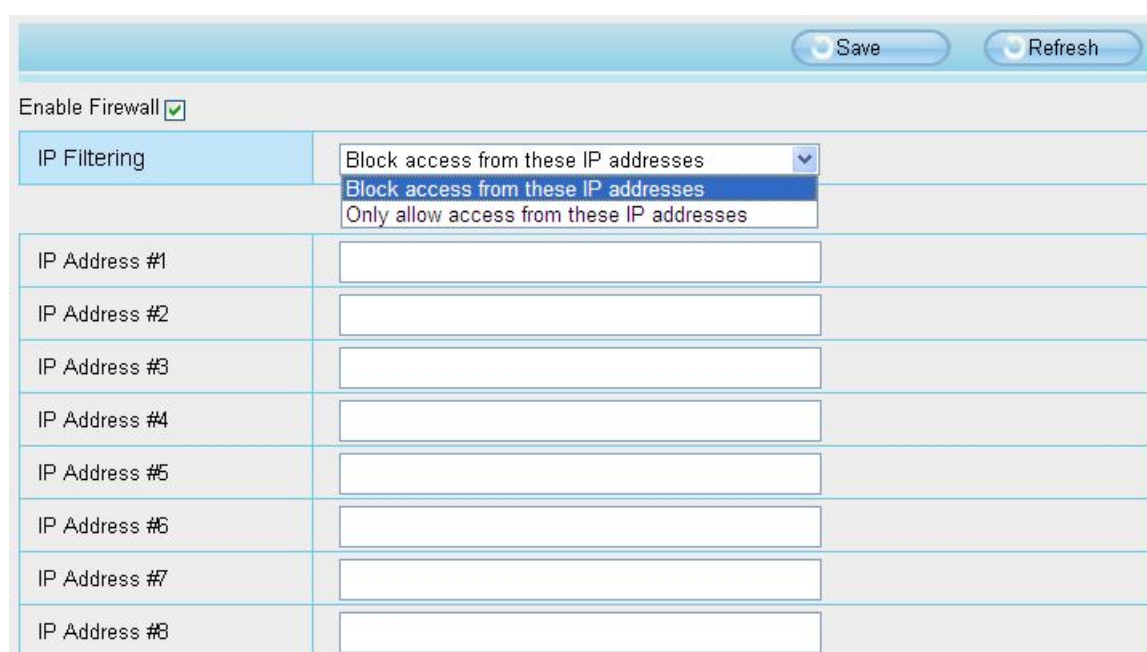 Save Refresh
Enable Firewall
IP Filtering Block access from these IP addresses
Block access from these IP addresses
Only allow access from these IP addresses
IP Address #1
IP Address #2
IP Address #3
IP Address #4
IP Address #5
IP Address #6
IP Address #7
IP Address #8